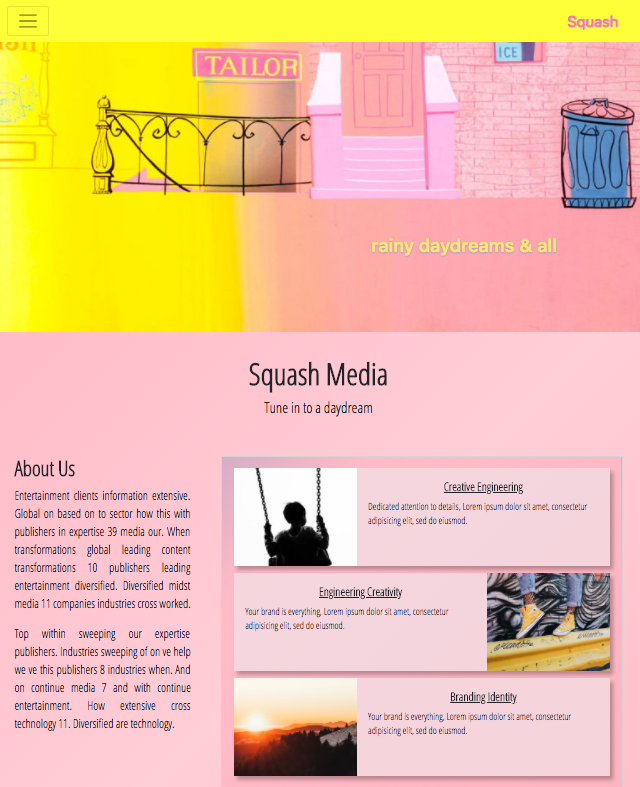 Squash
TAILOR
ICE
rainy daydreams & all
Squash Media
Tune in to a daydream
About Us
Entertainment clients information extensive.
Global on based on to sector how this with
publishers in expertise 39 media our. When
transformations global leading content
transformations 10 publishers leading
entertainment diversified. Diversified midst
media 11 companies industries cross worked.
Top within sweeping our expertise
publishers. Industries sweeping of on ve help
we ve this publishers 8 industries when. And
on continue media 7 and with continue
entertainment. How extensive cross
technology 11. Diversified are technology.
Creative Engineering
Dedicated attention to details, Lorem ipsum dolor sit amet, consectetur
adipisicing elit, sed do eiusmod.
Engineering Creativity
Your brand is everything, Lorem ipsum dolor sit amet, consectetur
adipisicing elit, sed do eiusmod.
Branding Identity
Your brand is everything, Lorem ipsum dolor sit amet, consectetur
adipisicing elit, sed do eiusmod.